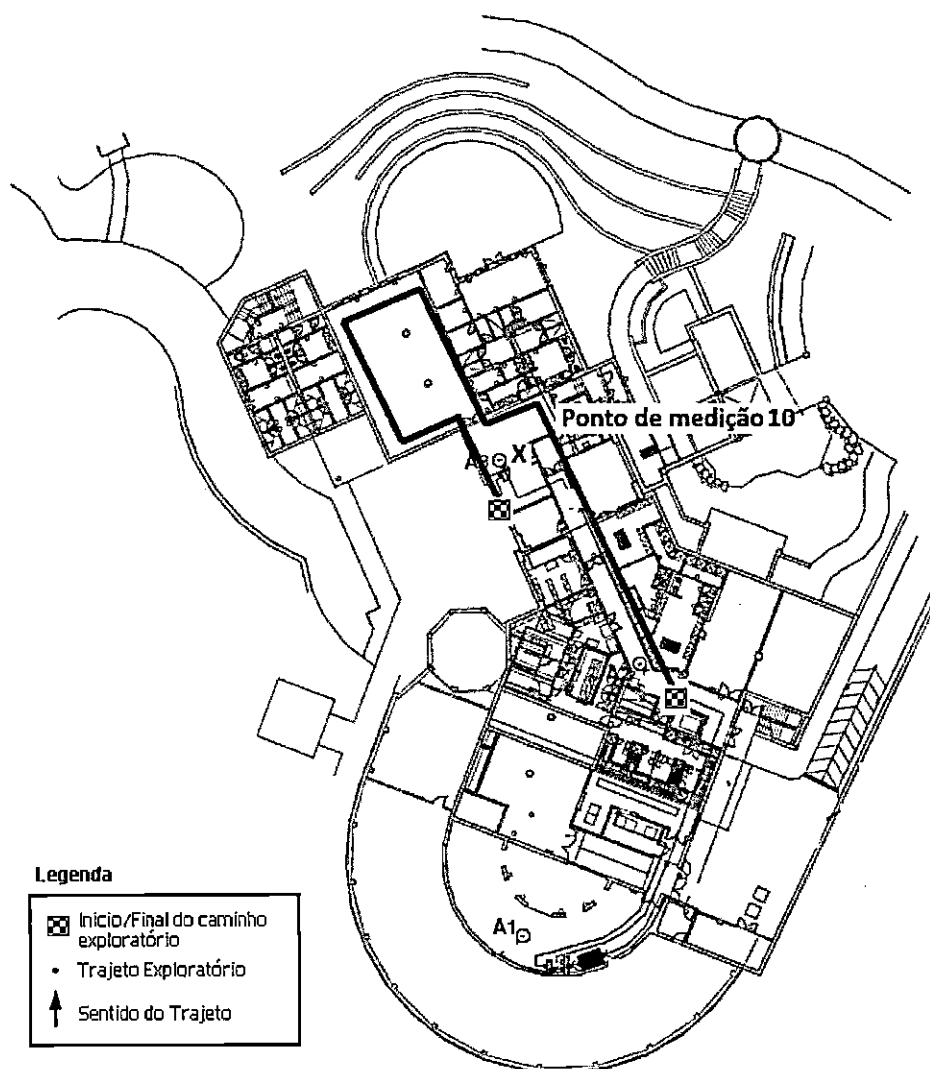 Ponto de medição 10
X
A1
Legenda
Início/Final do caminho
exploratório
Trajeto Exploratório
Sentido do Trajeto